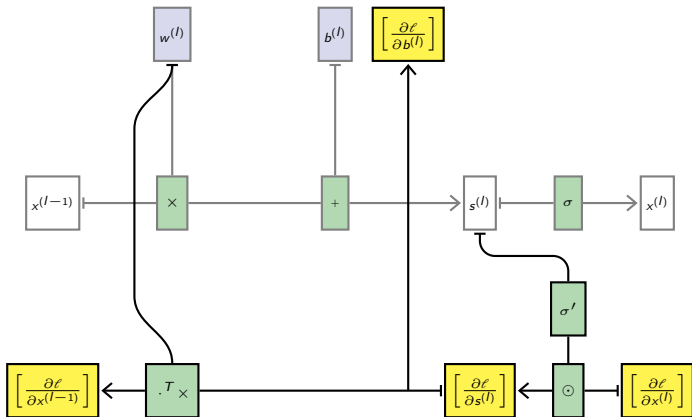 w^(l) b^(l) [∂ℓ/∂b^(l)]
x^(l−1) × + s^(l) σ x^(l)
σ′
[∂ℓ/∂x^(l−1)] ·^T × [∂ℓ/∂s^(l)] ⊙ [∂ℓ/∂x^(l)]